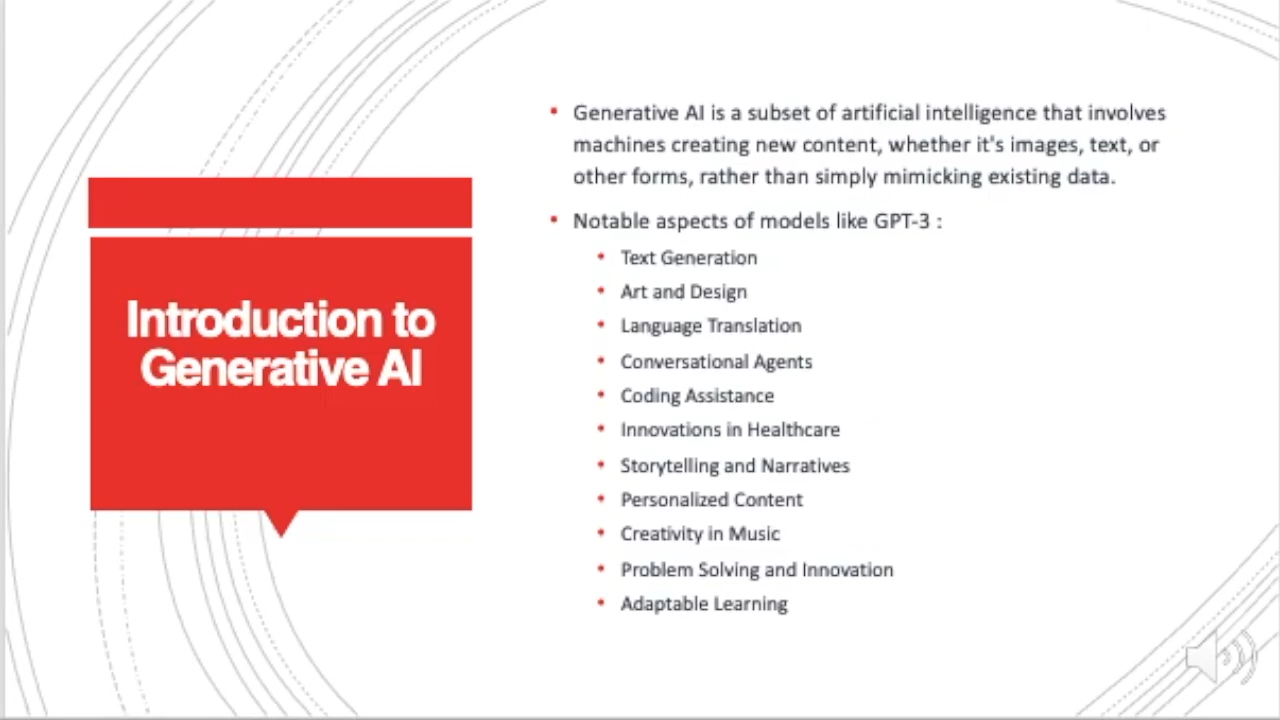 Introduction to
Generative AI
Generative AI is a subset of artificial intelligence that involves
machines creating new content, whether it's images, text, or
other forms, rather than simply mimicking existing data.
Notable aspects of models like GPT-3 :
Text Generation
Art and Design
Language Translation
Conversational Agents
Coding Assistance
Innovations in Healthcare
Storytelling and Narratives
Personalized Content
Creativity in Music
Problem Solving and Innovation
Adaptable Learning